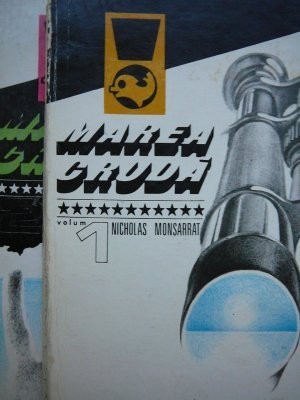 MAREA
CRUDĂ
volum 1 NICHOLAS MONSARRAT